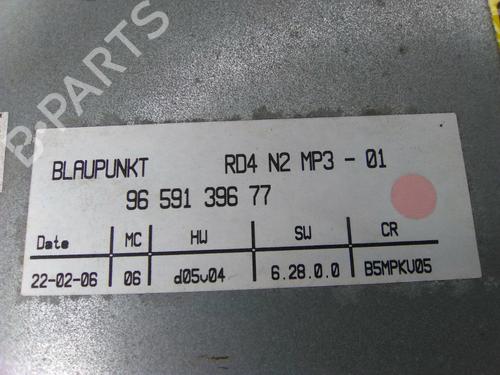 BLAUPUNKT RD4 N2 MP3 - 01
96 591 396 77
Date MC HW SW CR
22-02-06 06 d05v04 6.28.0.0 B5MPKV05
B-PARTS